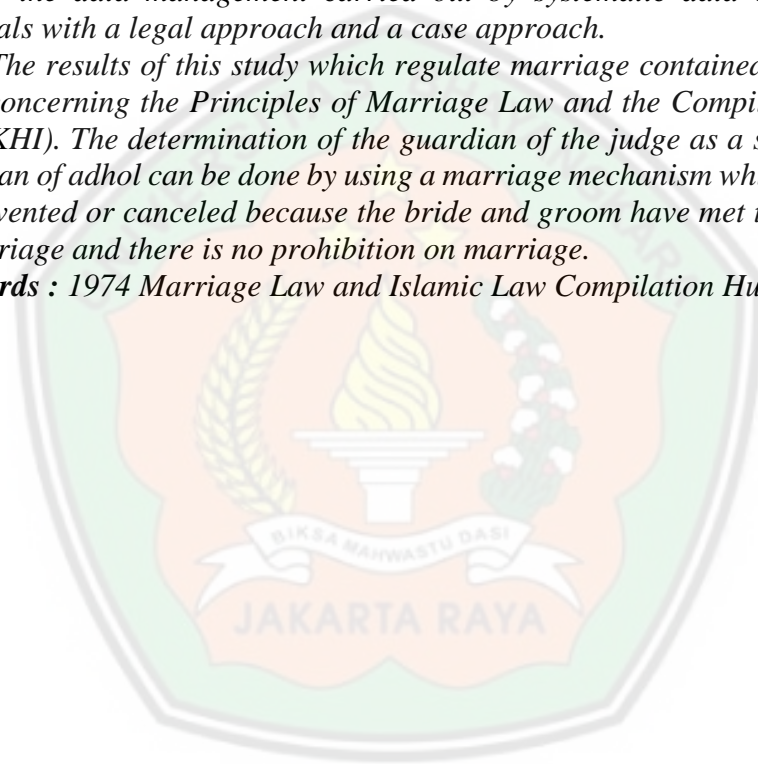 the data management carried out by systematic data
als with a legal approach and a case approach.
The results of this study which regulate marriage contained
oncerning the Principles of Marriage Law and the Compil
KHI). The determination of the guardian of the judge as a s
an of adhol can be done by using a marriage mechanism wh
vented or canceled because the bride and groom have met t
riage and there is no prohibition on marriage.
rds : 1974 Marriage Law and Islamic Law Compilation Hu
BIKSA MAHWASTU DASI
JAKARTA RAYA